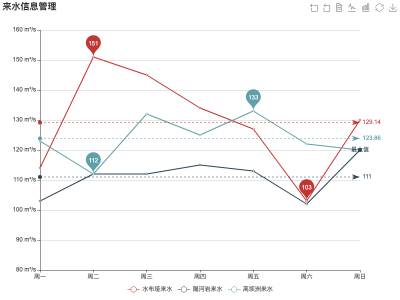 来水信息管理
160 m³/s
150 m³/s
140 m³/s
130 m³/s
120 m³/s
110 m³/s
100 m³/s
90 m³/s
80 m³/s
151
112
133
103
129.14
123.86
111
周一
周二
周三
周四
周五
周六
周日
水布垭来水
隔河岩来水
高坝洲来水